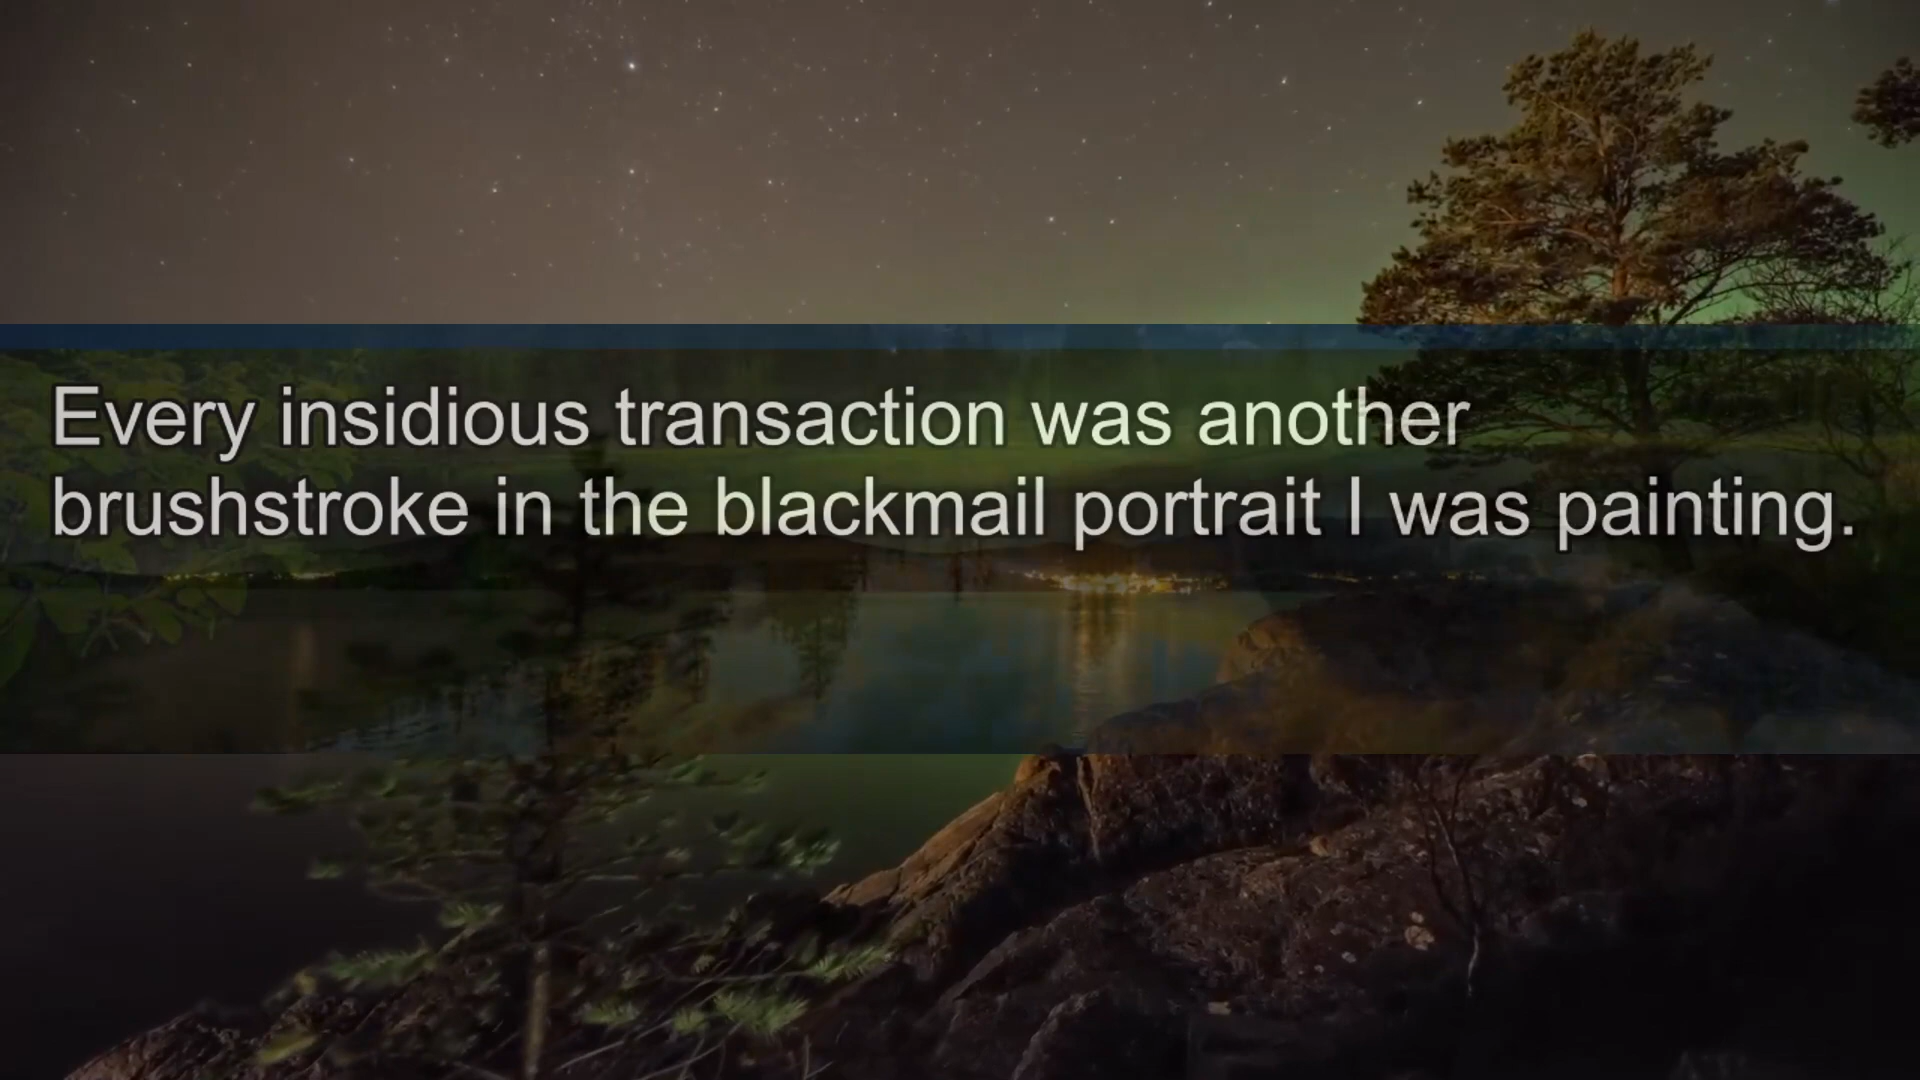 Every insidious transaction was another
brushstroke in the blackmail portrait I was painting.